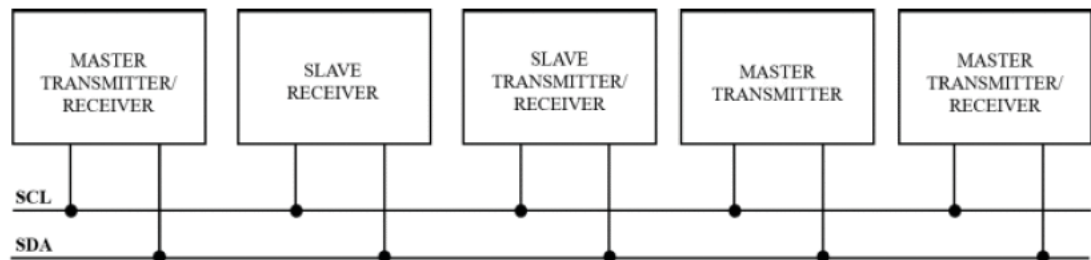 MASTER
TRANSMITTER/
RECEIVER
SLAVE
RECEIVER
SLAVE
TRANSMITTER/
RECEIVER
MASTER
TRANSMITTER
MASTER
TRANSMITTER/
RECEIVER
SCL
SDA